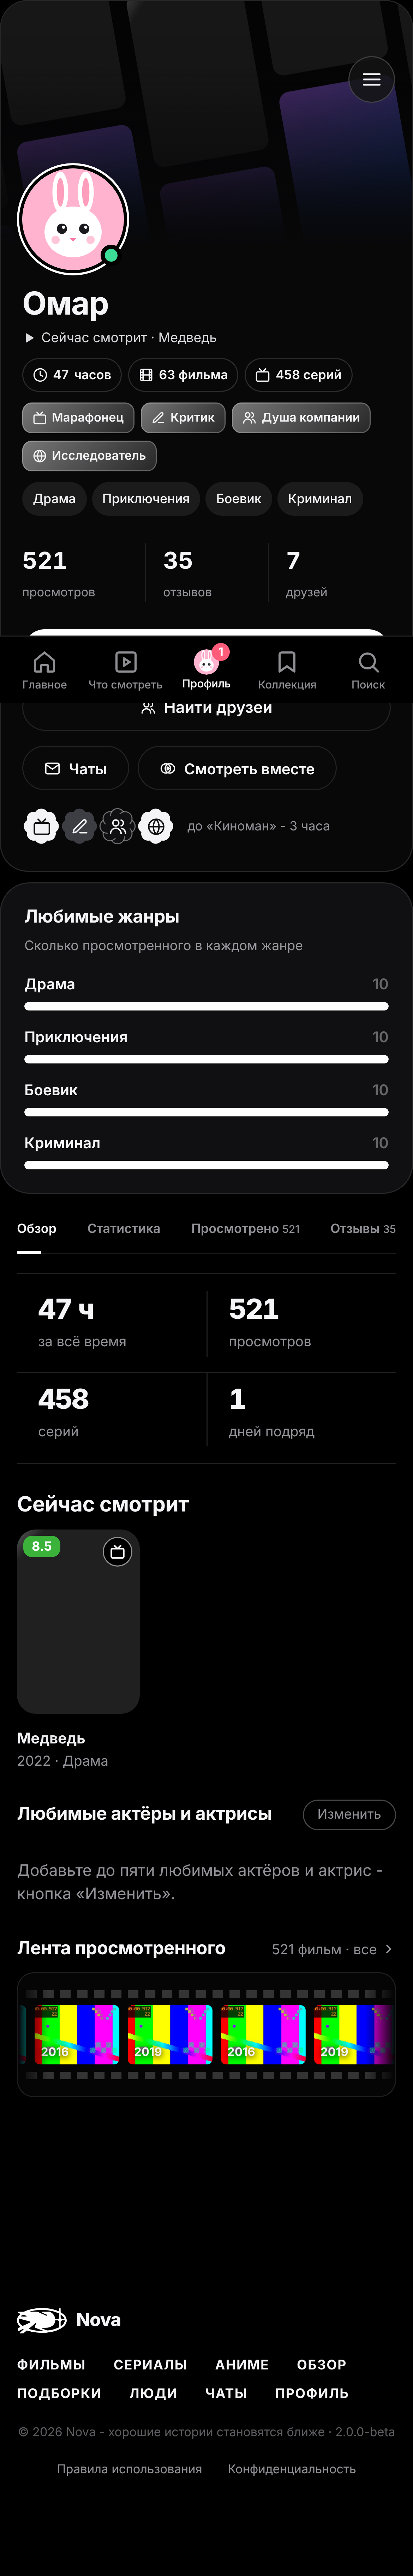 Омар
Сейчас смотрит · Медведь
47 часов
63 фильма
458 серий
Марафонец
Критик
Душа компании
Исследователь
Драма
Приключения
Боевик
Криминал
521
35
7
просмотров
отзывов
друзей
1
Главное
Что смотреть
Профиль
Коллекция
Поиск
Найти друзей
Чаты
Смотреть вместе
до «Киноман» - 3 часа
Любимые жанры
Сколько просмотренного в каждом жанре
Драма 10
Приключения 10
Боевик 10
Криминал 10
Обзор
Статистика
Просмотрено 521
Отзывы 35
47 ч
521
за всё время
просмотров
458
1
серий
дней подряд
Сейчас смотрит
8.5
Медведь
2022 · Драма
Любимые актёры и актрисы
Изменить
Добавьте до пяти любимых актёров и актрис -
кнопка «Изменить».
Лента просмотренного
521 фильм · все
2016
2019
2016
2019
Nova
ФИЛЬМЫ СЕРИАЛЫ АНИМЕ ОБЗОР
ПОДБОРКИ ЛЮДИ ЧАТЫ ПРОФИЛЬ
© 2026 Nova - хорошие истории становятся ближе · 2.0.0-beta
Правила использования Конфиденциальность